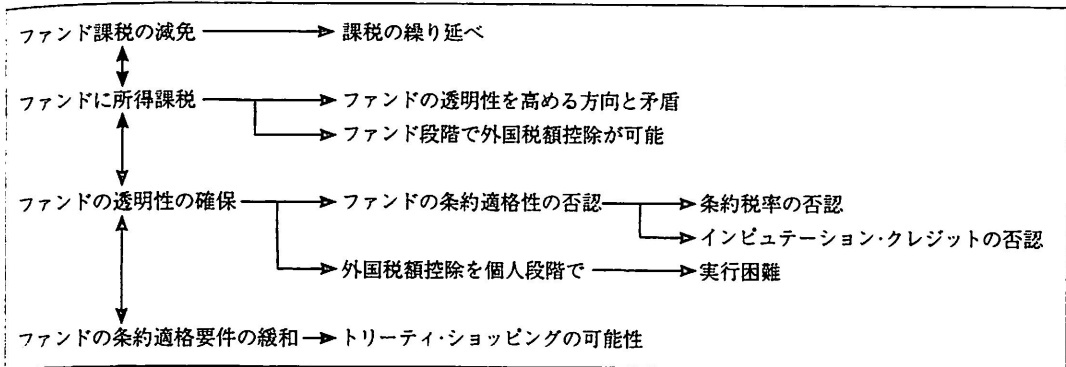 ファンド課税の減免 課税の繰り延べ
ファンドに所得課税 ファンドの透明性を高める方向と矛盾
ファンド段階で外国税額控除が可能
ファンドの透明性の確保 ファンドの条約適格性の否認 条約税率の否認
インピュテーション・クレジットの否認
外国税額控除を個人段階で 実行困難
ファンドの条約適格要件の緩和 トリーティ・ショッピングの可能性